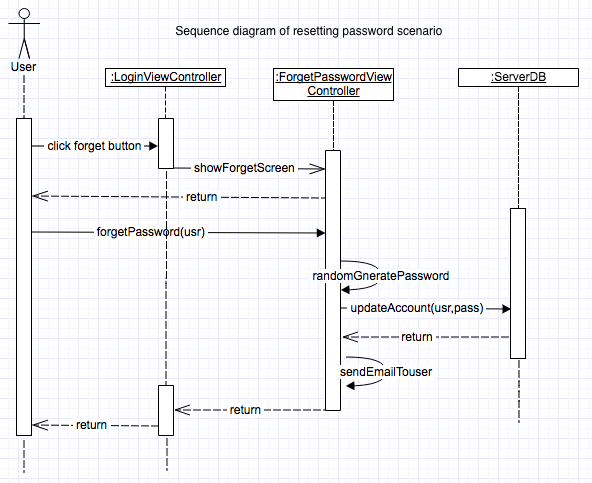 Sequence diagram of resetting password scenario
User
:LoginViewController
:ForgetPasswordView
Controller
:ServerDB
click forget button
showForgetScreen
return
forgetPassword(usr)
randomGneratePassword
updateAccount(usr,pass)
return
sendEmailTouser
return
return